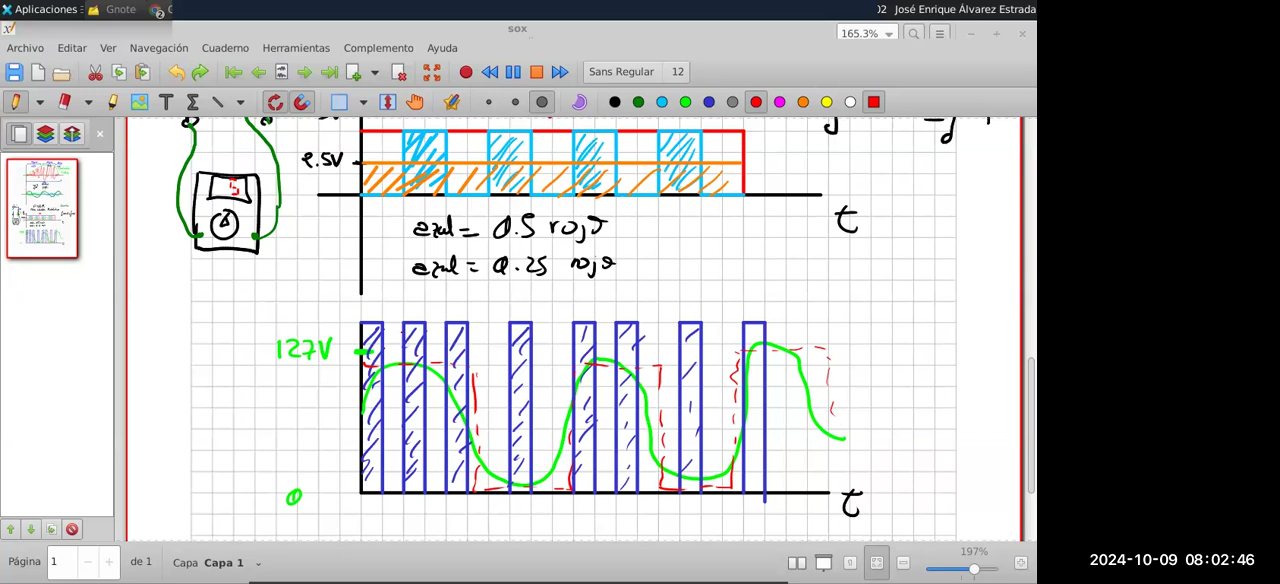 Aplicaciones Gnote 02 José Enrique Álvarez Estrada
sox
165.3%
Archivo Editar Ver Navegación Cuaderno Herramientas Complemento Ayuda
Sans Regular 12
2.5V
5
t
azul = 0.5 rojo
azul = 0.25 rojo
127V
0
t
Página 1 de 1 Capa Capa 1 197%
2024-10-09 08:02:46